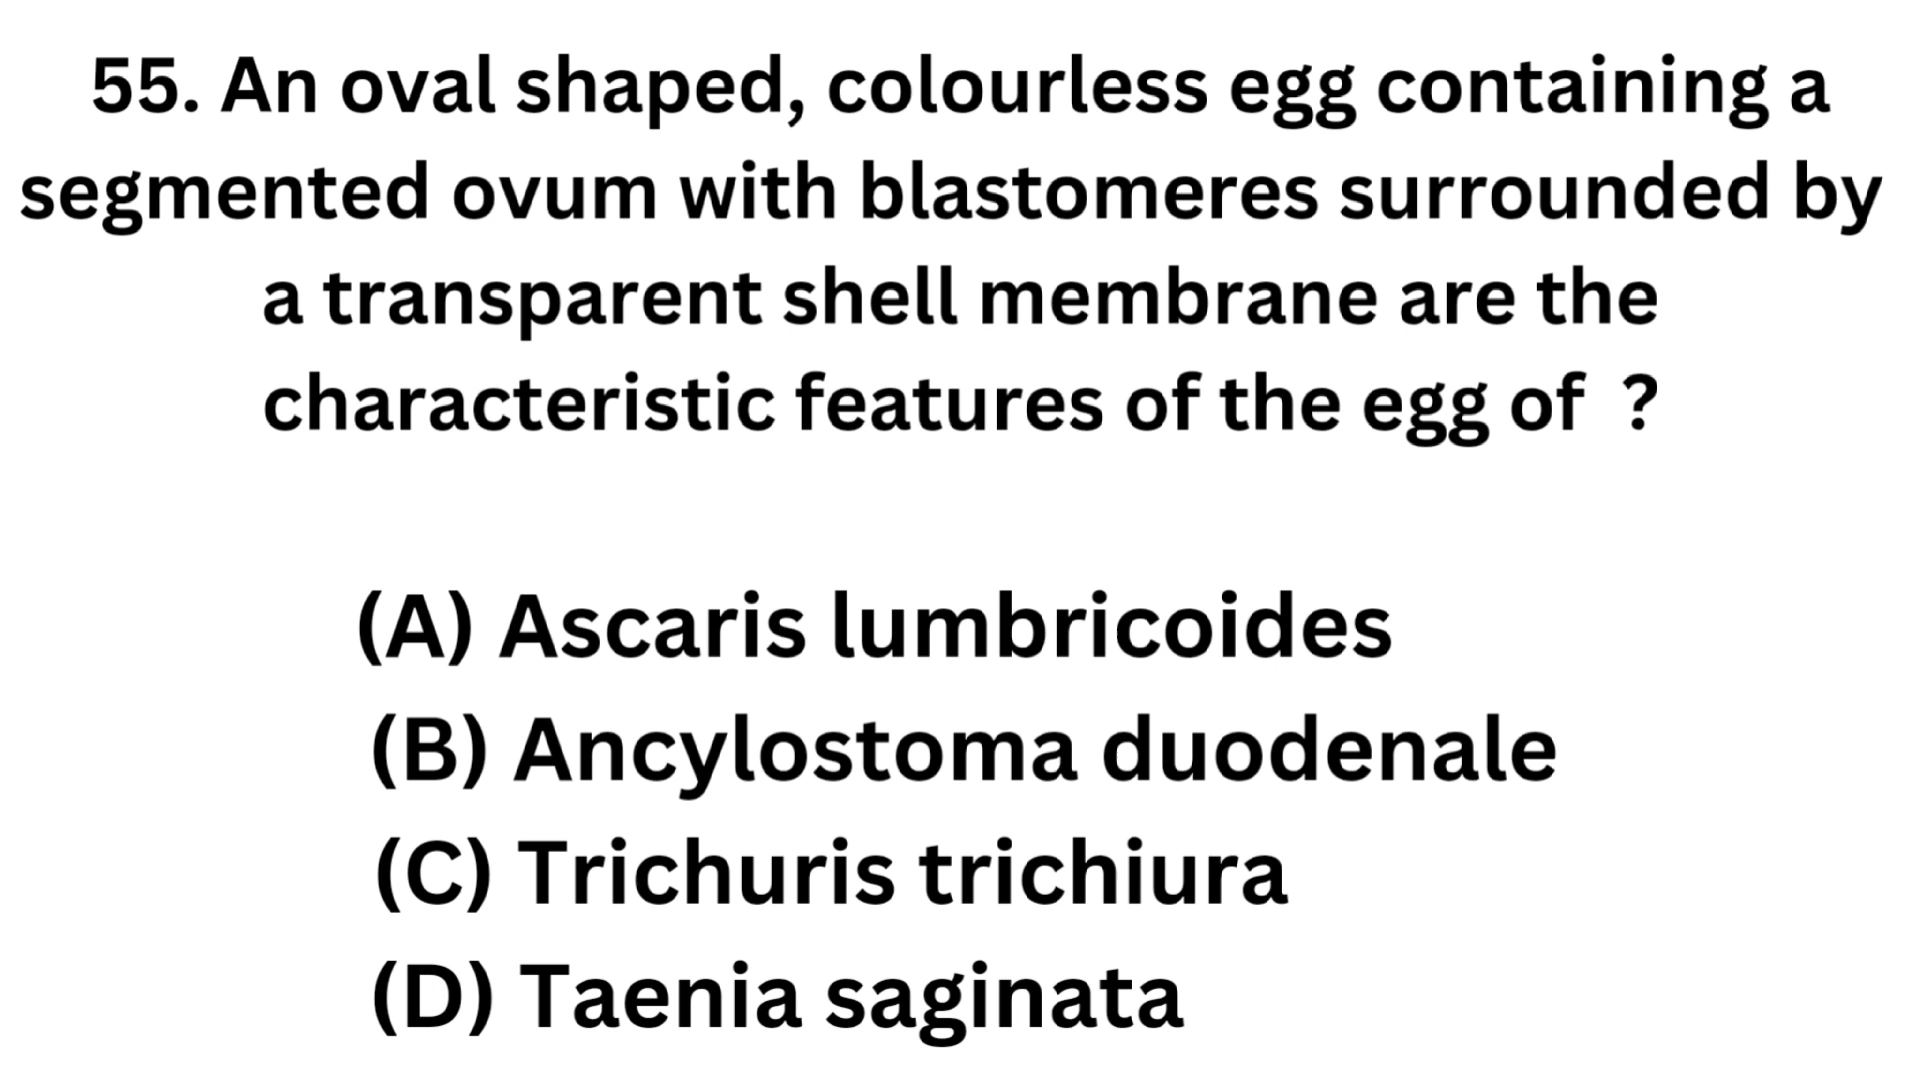 55. An oval shaped, colourless egg containing a
segmented ovum with blastomeres surrounded by
a transparent shell membrane are the
characteristic features of the egg of ?
(A) Ascaris lumbricoides
(B) Ancylostoma duodenale
(C) Trichuris trichiura
(D) Taenia saginata